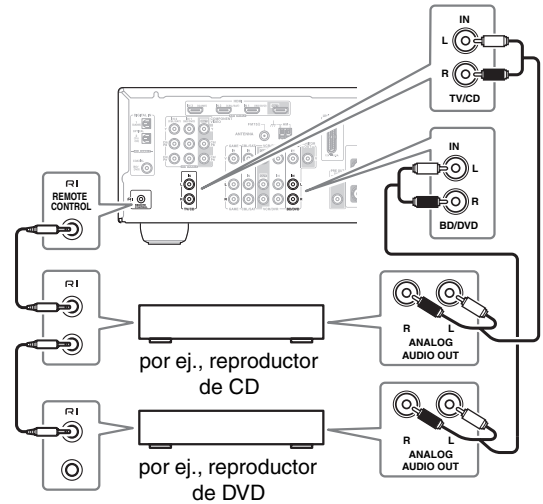 IN
L
R
TV/CD
IN
L
R
BD/DVD
ANTENNA
RI
REMOTE
CONTROL
R
L
ANALOG
AUDIO OUT
por ej., reproductor
de CD
RI
R
L
ANALOG
AUDIO OUT
por ej., reproductor
de DVD